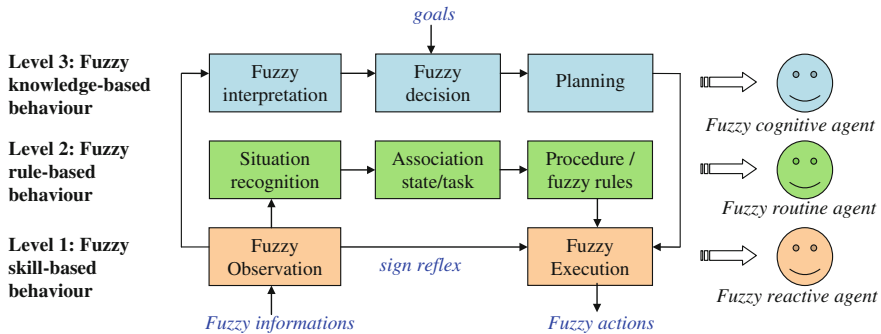 goals
Level 3: Fuzzy
knowledge-based
behaviour
Fuzzy
interpretation
Fuzzy
decision
Planning
Fuzzy cognitive agent
Level 2: Fuzzy
rule-based
behaviour
Situation
recognition
Association
state/task
Procedure /
fuzzy rules
Fuzzy routine agent
Level 1: Fuzzy
skill-based
behaviour
Fuzzy
Observation
sign reflex
Fuzzy
Execution
Fuzzy reactive agent
Fuzzy informations
Fuzzy actions